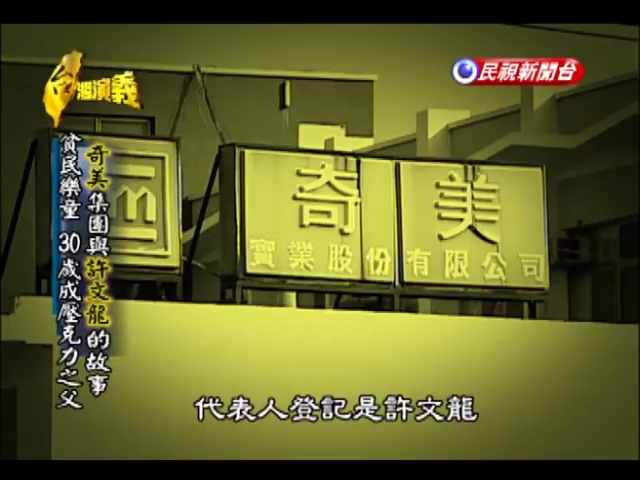 台灣演義
民視新聞台
奇美集團與許文龍的故事
貧民樂童 30歲成壓克力之父
奇美
實業股份有限公司
代表人登記是許文龍